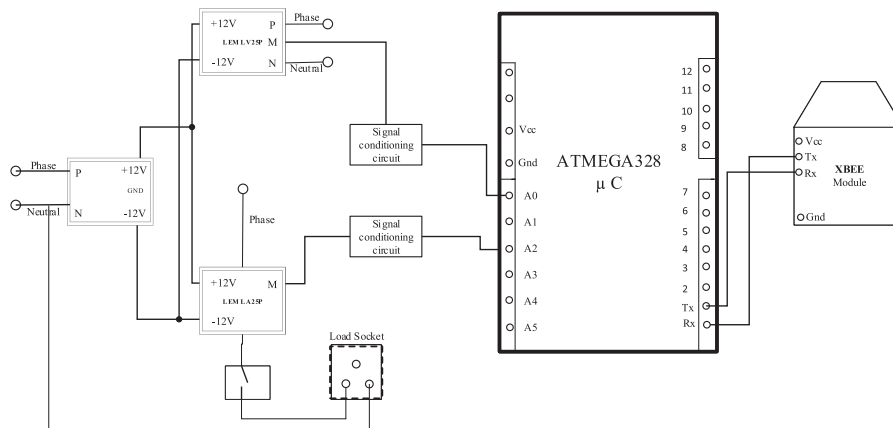 +12V
P
LEM LV25P
M
-12V
N
Phase
Neutral
Signal
conditioning
circuit
Phase
Neutral
P
+12V
GND
N
-12V
Phase
+12V
M
LEM LA25P
-12V
Signal
conditioning
circuit
Load Socket
Vcc
Gnd
A0
A1
A2
A3
A4
A5
ATMEGA328
μ C
12
11
10
9
8
7
6
5
4
3
2
Tx
Rx
Vcc
Tx
Rx
XBEE
Module
Gnd